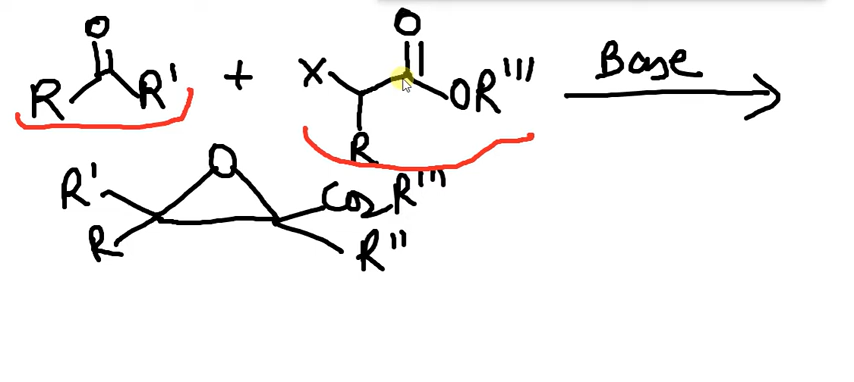 O O
R R' + X OR''' Base
R
O
R' CO2R'''
R R''